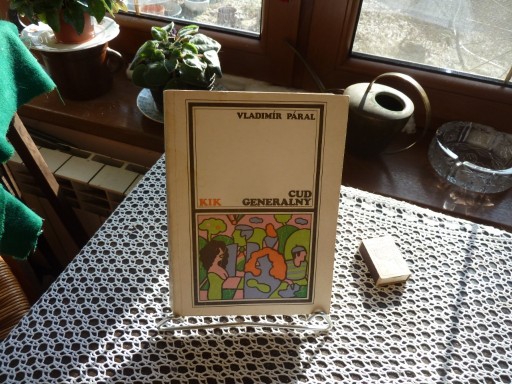 VLADIMÍR PÁRAL
CUD
KIK GENERALNY